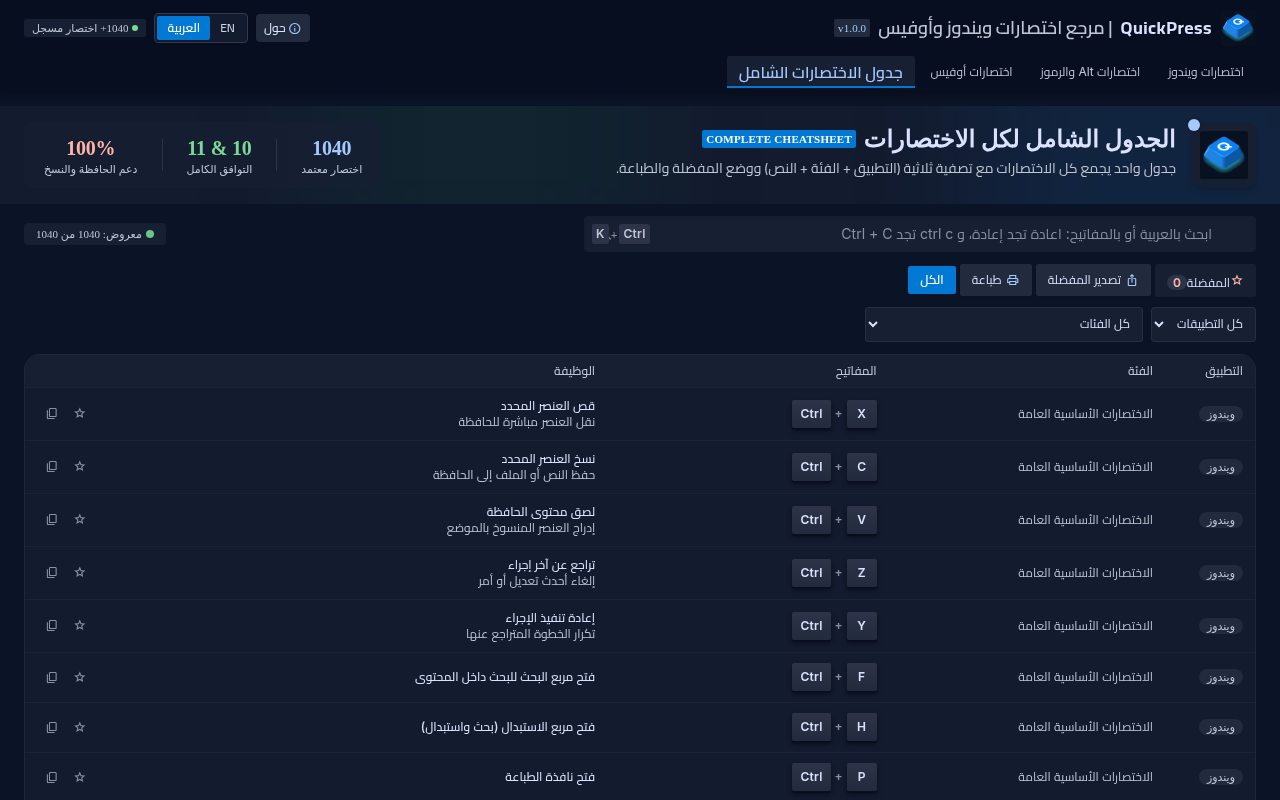 QuickPress | مرجع اختصارات ويندوز وأوفيس v1.0.0
حول
EN العربية
1040+ اختصار مسجل
اختصارات ويندوز
اختصارات Alt والرموز
اختصارات أوفيس
جدول الاختصارات الشامل
الجدول الشامل لكل الاختصارات COMPLETE CHEATSHEET
جدول واحد يجمع كل الاختصارات مع تصفية ثلاثية (التطبيق + الفئة + النص) ووضع المفضلة والطباعة.
1040
اختصار معتمد
10 & 11
التوافق الكامل
100%
دعم الحافظة والنسخ
ابحث بالعربية أو بالمفاتيح: اعادة تجد إعادة، و ctrl c تجد Ctrl + C
Ctrl + K
معروض: 1040 من 1040
المفضلة 0
تصدير المفضلة
طباعة
الكل
كل التطبيقات
كل الفئات
التطبيق الفئة المفاتيح الوظيفة
ويندوز الاختصارات الأساسية العامة Ctrl + X قص العنصر المحدد
نقل العنصر مباشرة للحافظة
ويندوز الاختصارات الأساسية العامة Ctrl + C نسخ العنصر المحدد
حفظ النص أو الملف إلى الحافظة
ويندوز الاختصارات الأساسية العامة Ctrl + V لصق محتوى الحافظة
إدراج العنصر المنسوخ بالموضع
ويندوز الاختصارات الأساسية العامة Ctrl + Z تراجع عن آخر إجراء
إلغاء أحدث تعديل أو أمر
ويندوز الاختصارات الأساسية العامة Ctrl + Y إعادة تنفيذ الإجراء
تكرار الخطوة المتراجع عنها
ويندوز الاختصارات الأساسية العامة Ctrl + F فتح مربع البحث للبحث داخل المحتوى
ويندوز الاختصارات الأساسية العامة Ctrl + H فتح مربع الاستبدال (بحث واستبدال)
ويندوز الاختصارات الأساسية العامة Ctrl + P فتح نافذة الطباعة